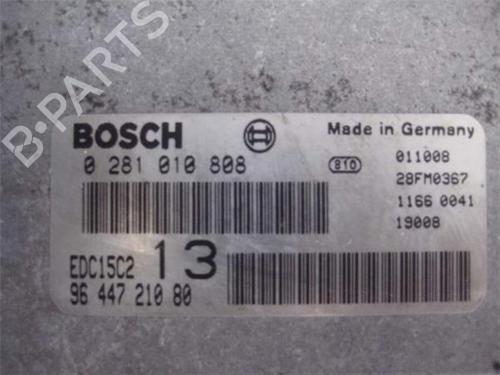 B-PARTS
BOSCH
Made in Germany
0 281 010 808
810
011008
28FM0367
1166 0041
19008
EDC15C2 13
96 447 210 80